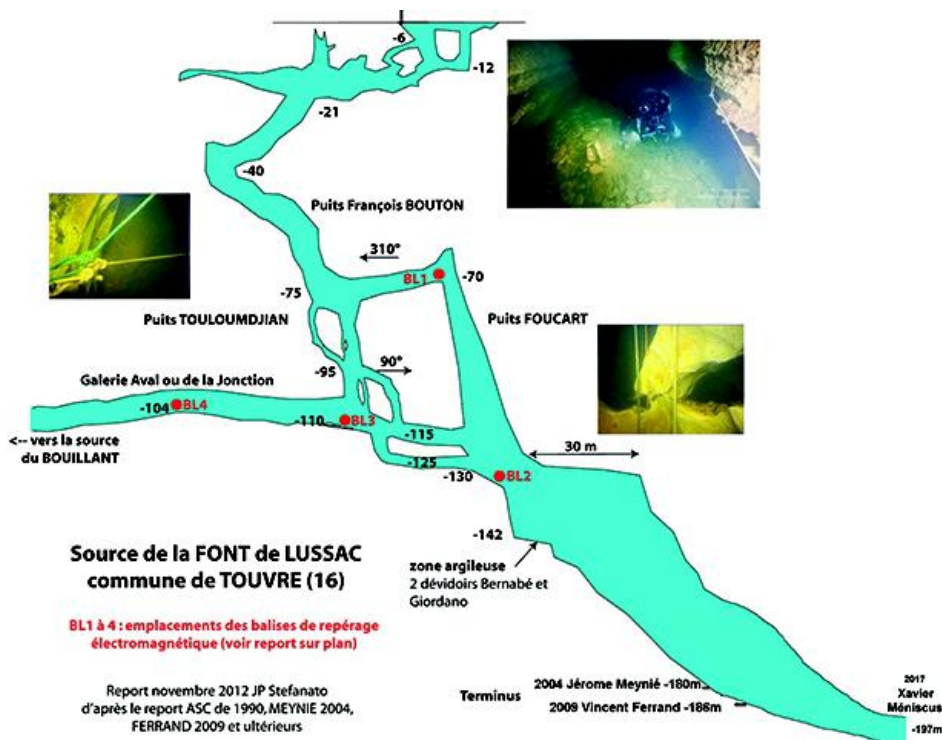 -6
-12
-21
-40
Puits François BOUTON
310°
BL1
-70
-75
Puits TOULOUMDJIAN
Puits FOUCART
-95
90°
Galerie Aval ou de la Jonction
-104
BL4
-110
BL3
-115
<-- vers la source
du BOUILLANT
30 m
-125
-130
BL2
-142
Source de la FONT de LUSSAC
commune de TOUVRE (16)
zone argileuse
2 dévidoirs Bernabé et
Giordano
BL1 à 4 : emplacements des balises de repérage
électromagnétique (voir report sur plan)
Report novembre 2012 JP Stefanato
d'après le report ASC de 1990, MEYNIE 2004,
FERRAND 2009 et ultérieurs
Terminus
2004 Jérome Meynié -180m
2009 Vincent Ferrand -186m
2017
Xavier
Méniscus
-197m